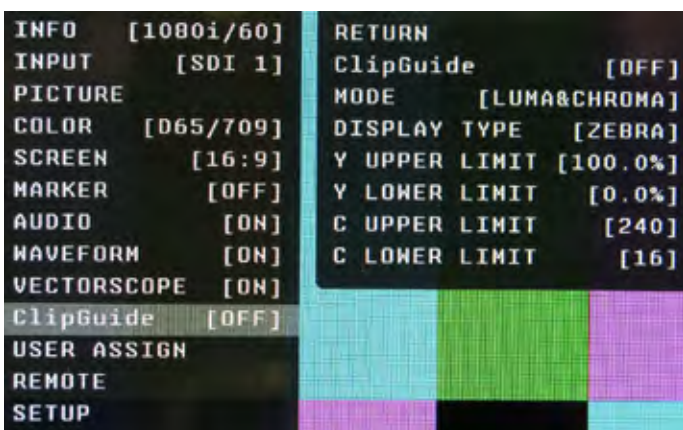 INFO [1080i/60]
INPUT [SDI 1]
PICTURE
COLOR [D65/709]
SCREEN [16:9]
MARKER [OFF]
AUDIO [ON]
WAVEFORM [ON]
VECTORSCOPE [ON]
ClipGuide [OFF]
USER ASSIGN
REMOTE
SETUP
RETURN
ClipGuide [OFF]
MODE [LUMA&CHROMA]
DISPLAY TYPE [ZEBRA]
Y UPPER LIMIT [100.0%]
Y LOWER LIMIT [0.0%]
C UPPER LIMIT [240]
C LOWER LIMIT [16]